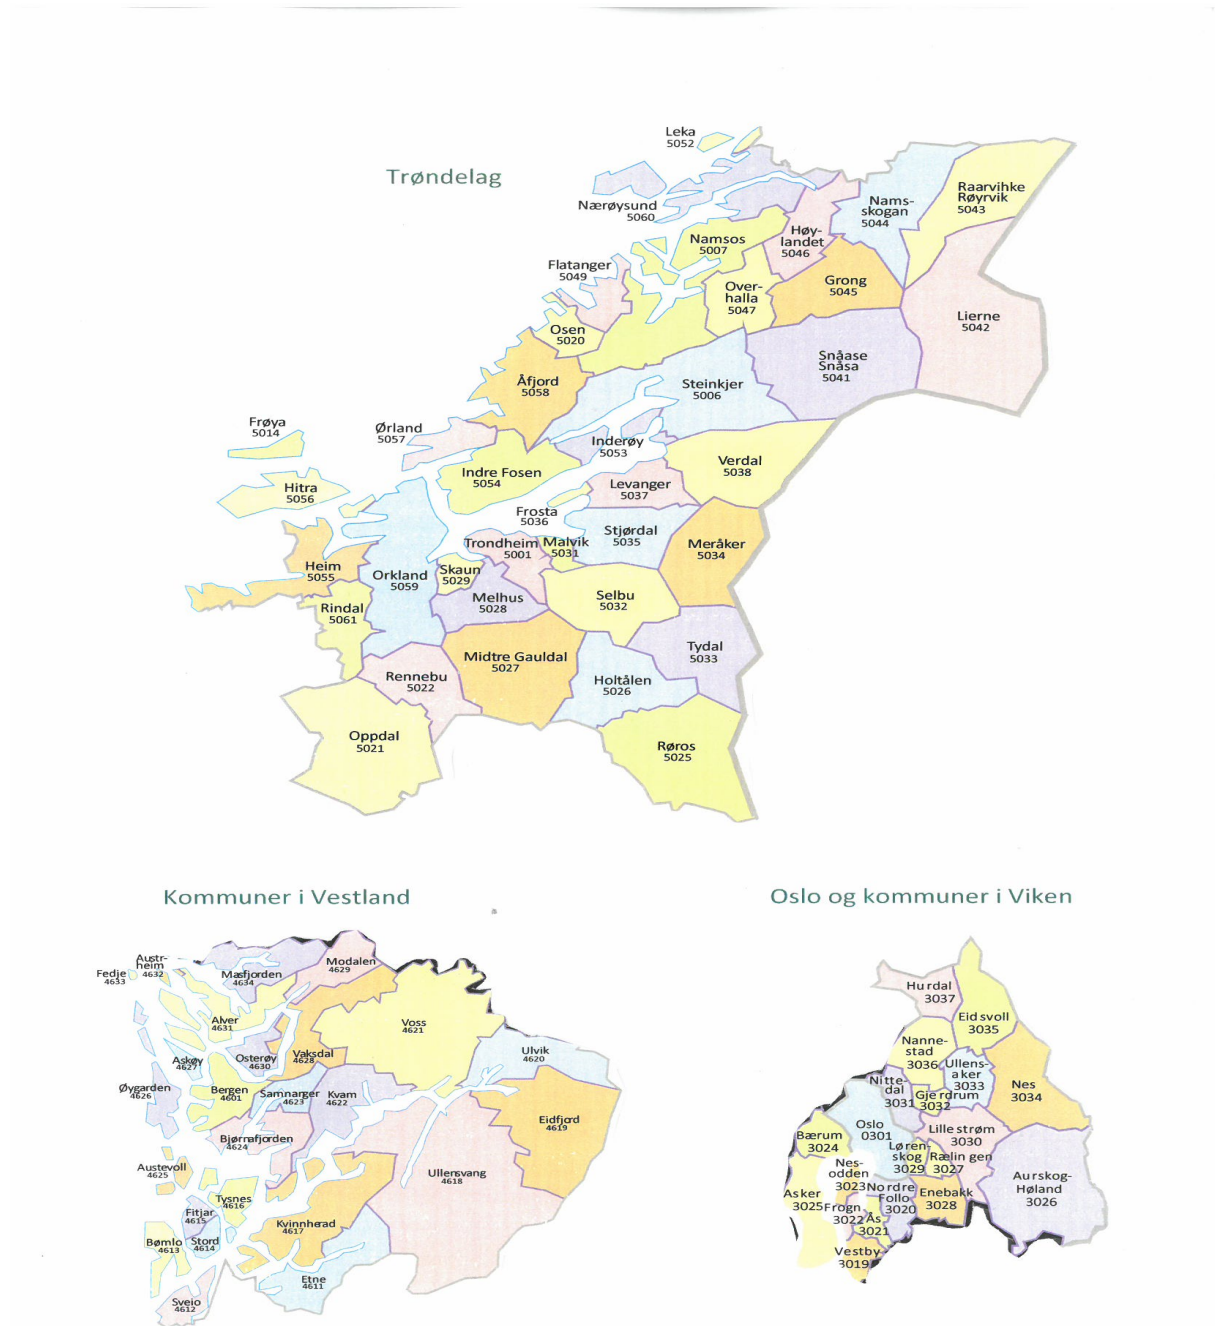 Trøndelag
Leka
5052
Nærøysund
5060
Raarvihke
Røyrvik
5043
Nams-
skogan
5044
Namsos
5007
Høy-
landet
5046
Flatanger
5049
Over-
halla
5047
Grong
5045
Lierne
5042
Osen
5020
Snåase
Snåsa
5041
Åfjord
5058
Steinkjer
5006
Frøya
5014
Ørland
5057
Inderøy
5053
Verdal
5038
Indre Fosen
5054
Hitra
5056
Levanger
5037
Frosta
5036
Stjørdal
5035
Meråker
5034
Trondheim
5001
Malvik
5031
Heim
5055
Orkland
5059
Skaun
5029
Melhus
5028
Selbu
5032
Rindal
5061
Tydal
5033
Midtre Gauldal
5027
Rennebu
5022
Holtålen
5026
Oppdal
5021
Røros
5025
Kommuner i Vestland
Austr-
heim
4632
Fedje
4633
Masfjorden
4634
Modalen
4629
Alver
4631
Voss
4621
Askøy
4627
Osterøy
4630
Vaksdal
4628
Ulvik
4620
Øygarden
4626
Bergen
4601
Samnanger
4623
Kvam
4622
Eidfjord
4619
Bjørnafjorden
4624
Austevoll
4625
Ullensvang
4618
Tysnes
4616
Fitjar
4615
Kvinnherad
4617
Bømlo
4613
Stord
4614
Etne
4611
Sveio
4612
Oslo og kommuner i Viken
Hurdal
3037
Eidsvoll
3035
Nanne-
stad
3036
Ullens-
aker
3033
Nes
3034
Nitte-
dal
3031
Gjerdrum
3032
Oslo
0301
Lillestrøm
3030
Bærum
3024
Løren-
skog
3029
Rælingen
3027
Nes-
odden
3023
Aurskog-
Høland
3026
Asker
3025
Nordre
Follo
3020
Enebakk
3028
Frogn
3022
Ås
3021
Vestby
3019